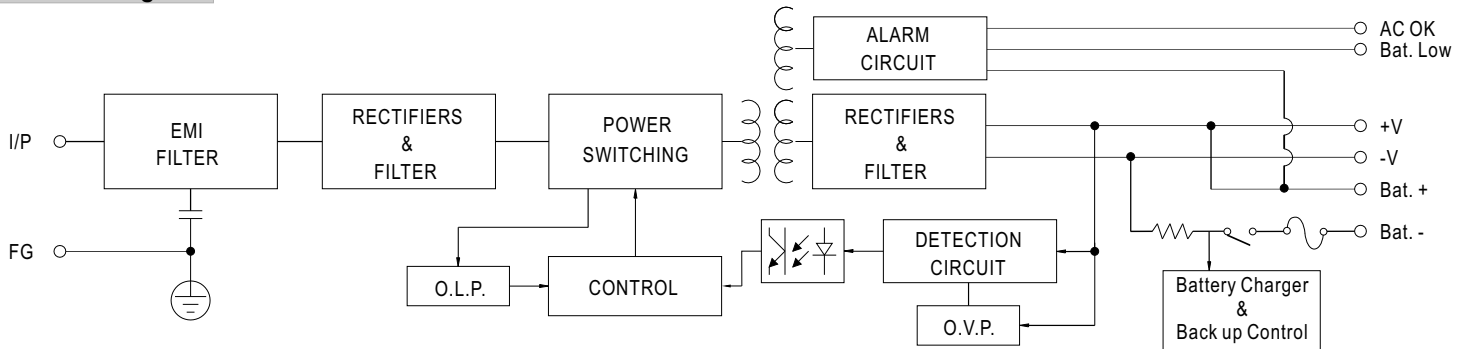 ALARM
CIRCUIT
AC OK
Bat. Low
I/P
EMI
FILTER
RECTIFIERS
&
FILTER
POWER
SWITCHING
RECTIFIERS
&
FILTER
+V
-V
Bat. +
Bat. -
FG
O.L.P.
CONTROL
DETECTION
CIRCUIT
O.V.P.
Battery Charger
&
Back up Control